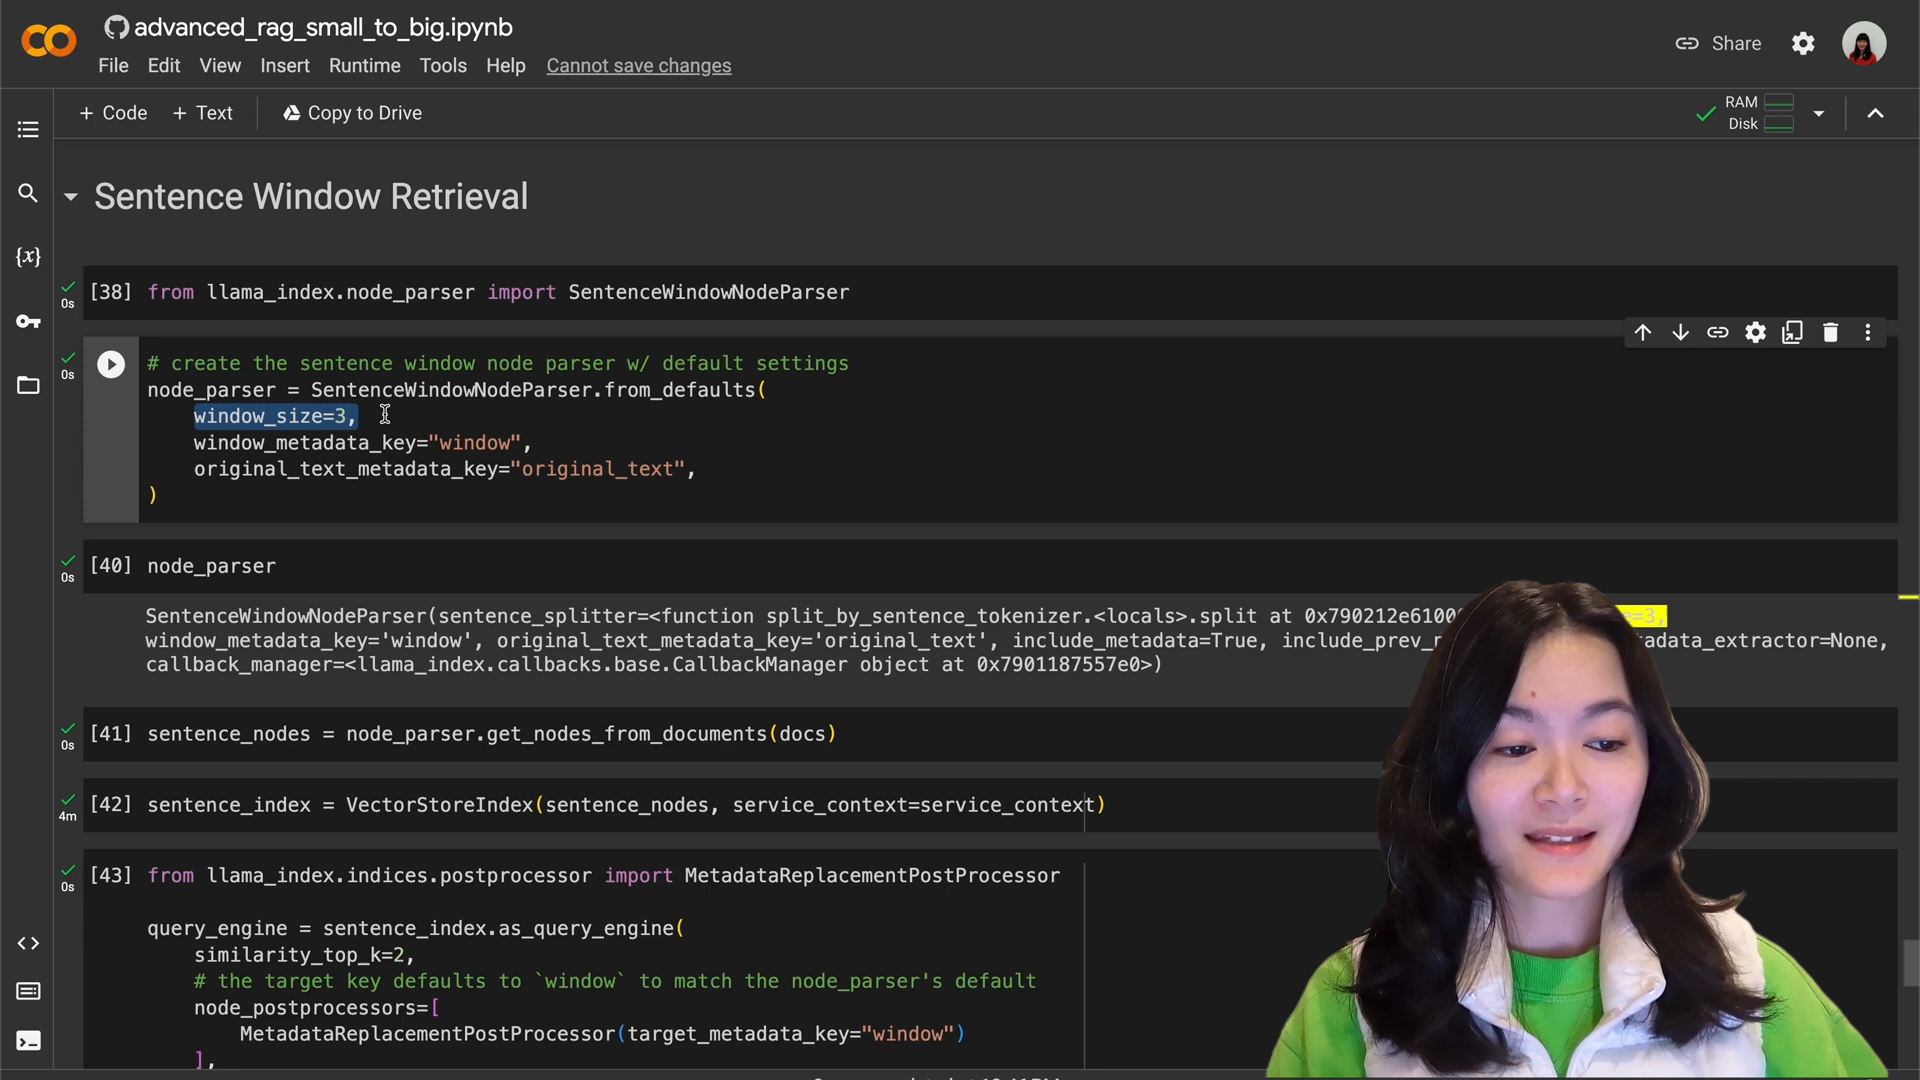 advanced_rag_small_to_big.ipynb
Share
File Edit View Insert Runtime Tools Help Cannot save changes
+ Code + Text Copy to Drive
RAM
Disk
Sentence Window Retrieval
{x}
0s
[38] from llama_index.node_parser import SentenceWindowNodeParser
0s
# create the sentence window node parser w/ default settings
node_parser = SentenceWindowNodeParser.from_defaults(
window_size=3,
window_metadata_key="window",
original_text_metadata_key="original_text",
)
0s
[40] node_parser
SentenceWindowNodeParser(sentence_splitter=<function split_by_sentence_tokenizer.<locals>.split at 0x790212e6100 =3,
window_metadata_key='window', original_text_metadata_key='original_text', include_metadata=True, include_prev_ adata_extractor=None,
callback_manager=<llama_index.callbacks.base.CallbackManager object at 0x7901187557e0>)
0s
[41] sentence_nodes = node_parser.get_nodes_from_documents(docs)
4m
[42] sentence_index = VectorStoreIndex(sentence_nodes, service_context=service_context)
0s
[43] from llama_index.indices.postprocessor import MetadataReplacementPostProcessor
query_engine = sentence_index.as_query_engine(
similarity_top_k=2,
# the target key defaults to `window` to match the node_parser's default
node_postprocessors=[
MetadataReplacementPostProcessor(target_metadata_key="window")
],